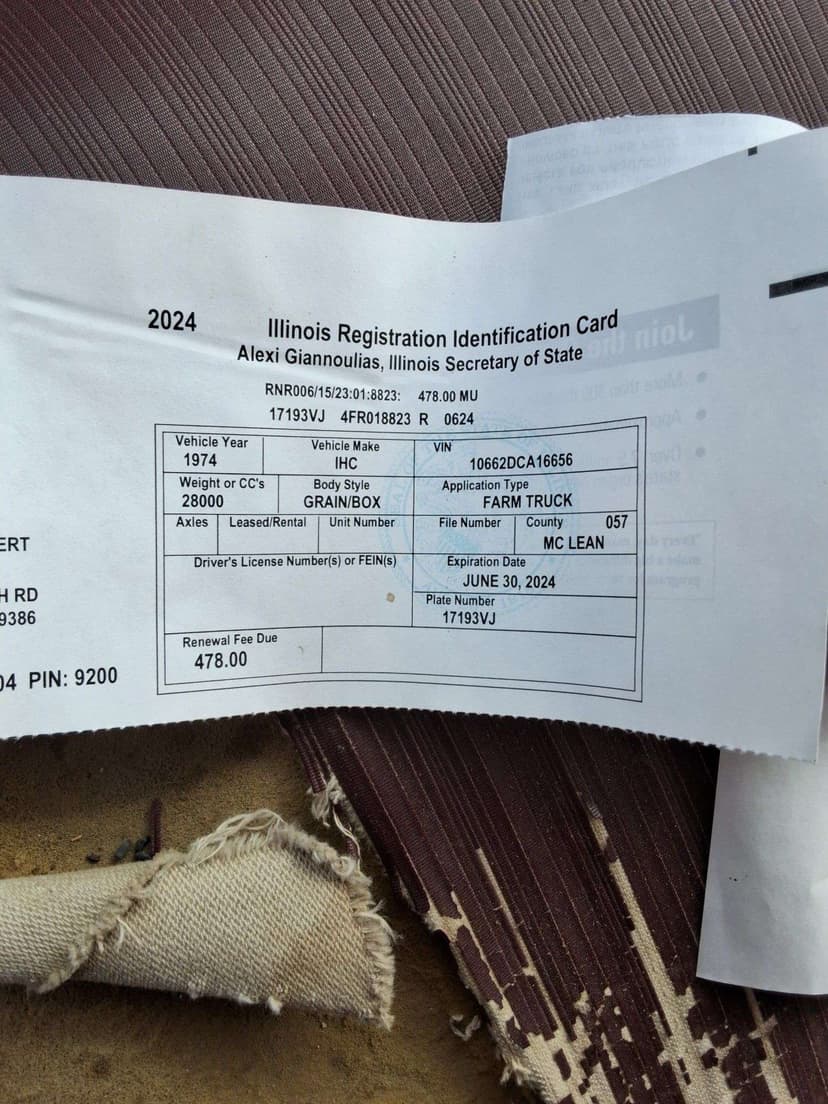 2024 Illinois Registration Identification Card
Alexi Giannoulias, Illinois Secretary of State
RNR006/15/23:01:8823: 478.00 MU
17193VJ 4FR018823 R 0624
Vehicle Year Vehicle Make VIN
1974 IHC 10662DCA16656
Weight or CC's Body Style Application Type
28000 GRAIN/BOX FARM TRUCK
Axles Leased/Rental Unit Number File Number County 057
MC LEAN
Driver's License Number(s) or FEIN(s) Expiration Date
JUNE 30, 2024
Plate Number
17193VJ
Renewal Fee Due
478.00
ERT
H RD
9386
04 PIN: 9200
Join the